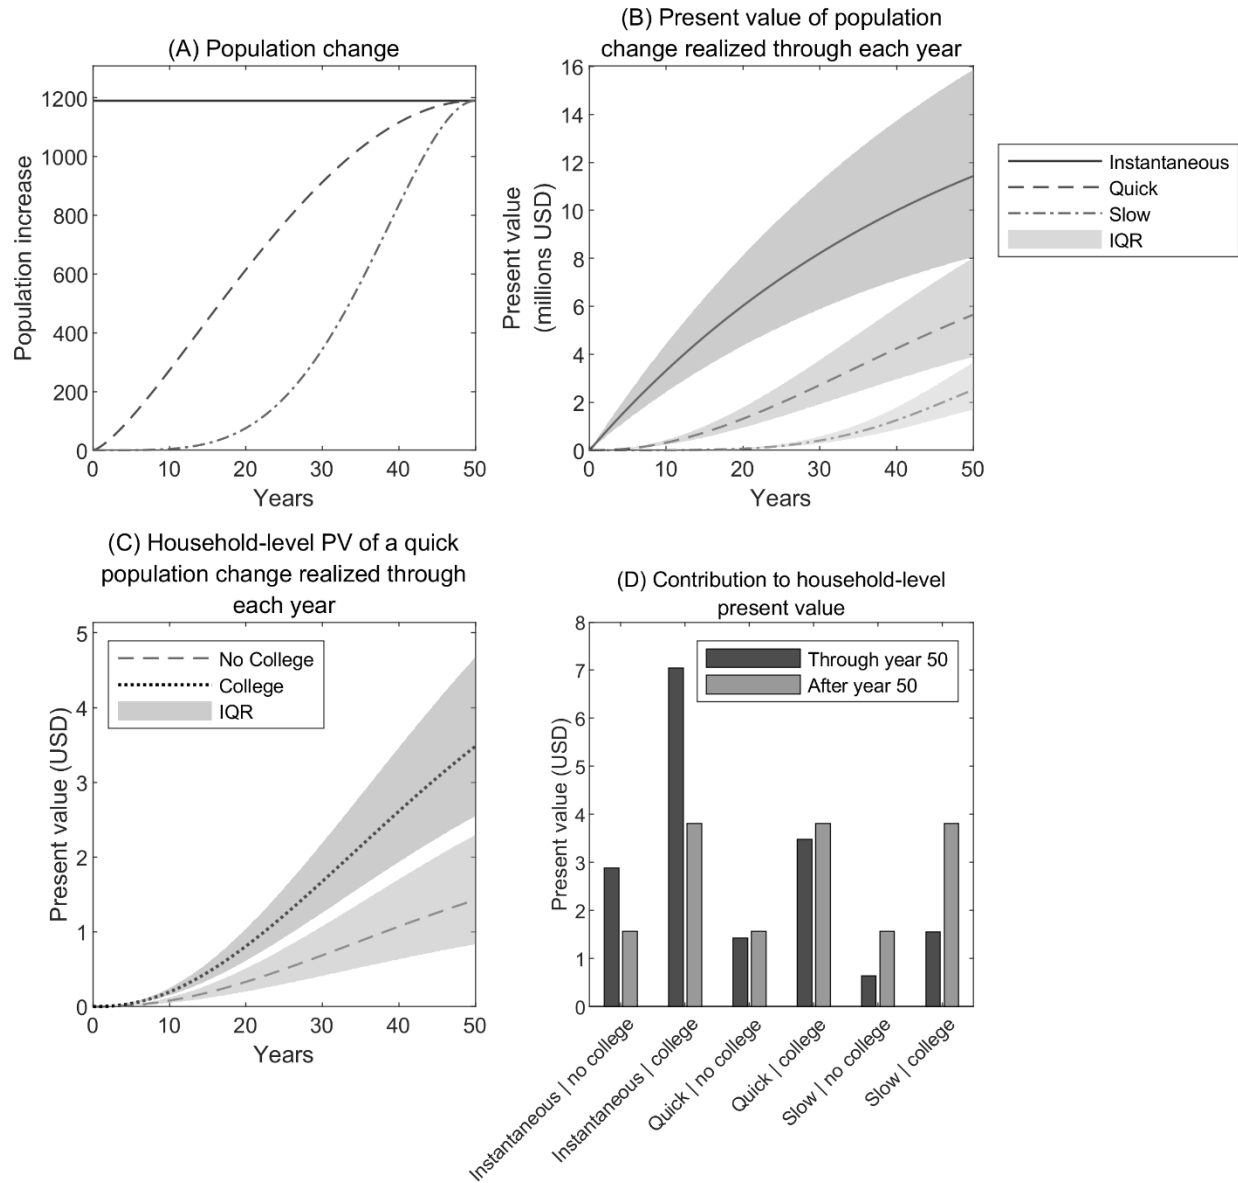 (A) Population change
1200
1000
800
600
400
200
0
Population increase
0 10 20 30 40 50
Years
(B) Present value of population
change realized through each year
16
14
12
10
8
6
4
2
0
Present value
(millions USD)
0 10 20 30 40 50
Years
Instantaneous
Quick
Slow
IQR
(C) Household-level PV of a quick
population change realized through
each year
5
4
3
2
1
0
Present value (USD)
No College
College
IQR
0 10 20 30 40 50
Years
(D) Contribution to household-level
present value
8
7
6
5
4
3
2
1
0
Present value (USD)
Through year 50
After year 50
Instantaneous | no college
Instantaneous | college
Quick | no college
Quick | college
Slow | no college
Slow | college